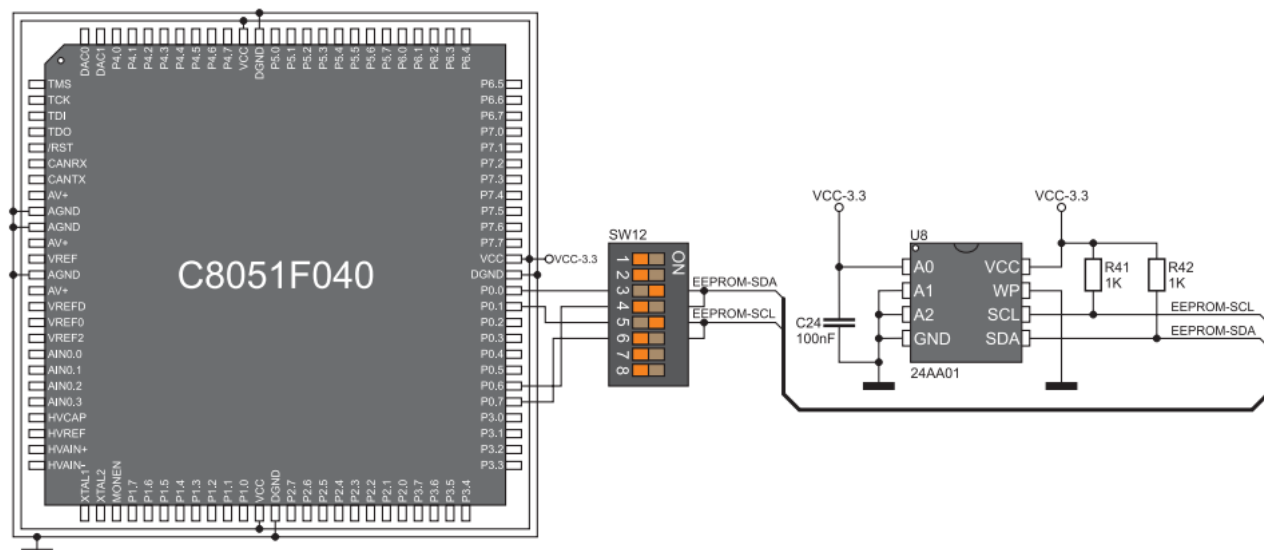 DAC0
DAC1
P4.0
P4.1
P4.2
P4.3
P4.4
P4.5
P4.6
P4.7
VCC
DGND
P5.0
P5.1
P5.2
P5.3
P5.4
P5.5
P5.6
P5.7
P6.0
P6.1
P6.2
P6.3
P6.4
TMS
TCK
TDI
TDO
/RST
CANRX
CANTX
AV+
AGND
AGND
AV+
VREF
AGND
AV+
VREFD
VREF0
VREF2
AIN0.0
AIN0.1
AIN0.2
AIN0.3
HVCAP
HVREF
HVAIN+
HVAIN-
C8051F040
P6.5
P6.6
P6.7
P7.0
P7.1
P7.2
P7.3
P7.4
P7.5
P7.6
P7.7
VCC
DGND
P0.0
P0.1
P0.2
P0.3
P0.4
P0.5
P0.6
P0.7
P3.0
P3.1
P3.2
P3.3
XTAL1
XTAL2
MONEN
P1.7
P1.6
P1.5
P1.4
P1.3
P1.2
P1.1
P1.0
VCC
DGND
P2.7
P2.6
P2.5
P2.4
P2.3
P2.2
P2.1
P2.0
P3.7
P3.6
P3.5
P3.4
VCC-3.3
SW12
ON
1
2
3
4
5
6
7
8
EEPROM-SDA
EEPROM-SCL
VCC-3.3
C24
100nF
U8
A0
A1
A2
GND
VCC
WP
SCL
SDA
24AA01
VCC-3.3
R41
1K
R42
1K
EEPROM-SCL
EEPROM-SDA